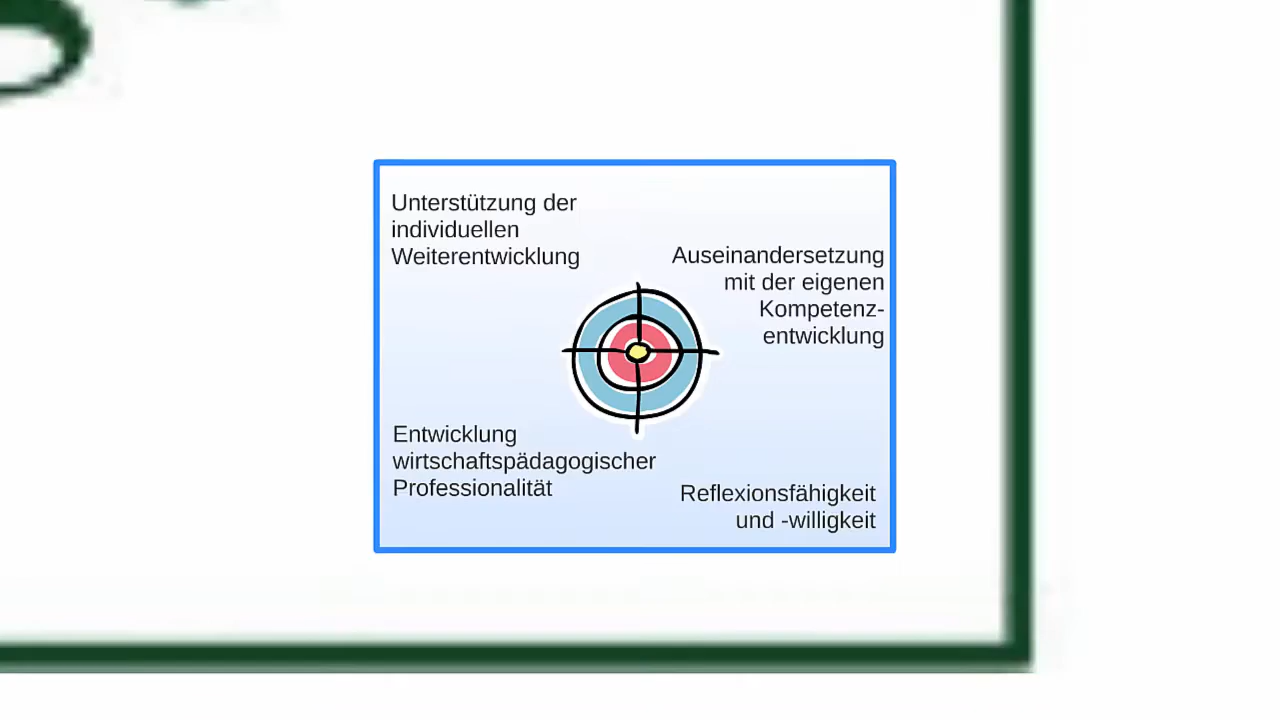 Unterstützung der
individuellen
Weiterentwicklung
Auseinandersetzung
mit der eigenen
Kompetenz-
entwicklung
Entwicklung
wirtschaftspädagogischer
Professionalität
Reflexionsfähigkeit
und -willigkeit